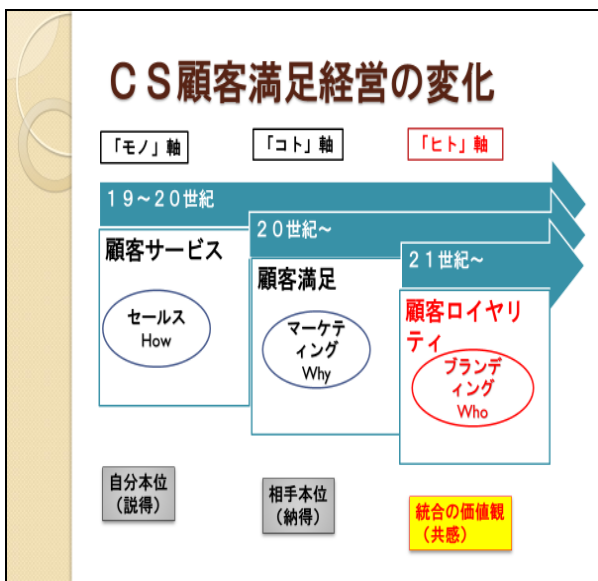 ＣＳ顧客満足経営の変化
「モノ」軸
「コト」軸
「ヒト」軸
１９～２０世紀
２０世紀～
２１世紀～
顧客サービス
セールス
How
顧客満足
マーケテ
ィング
Why
顧客ロイヤリ
ティ
ブランデ
ィング
Who
自分本位
（説得）
相手本位
（納得）
統合の価値観
（共感）